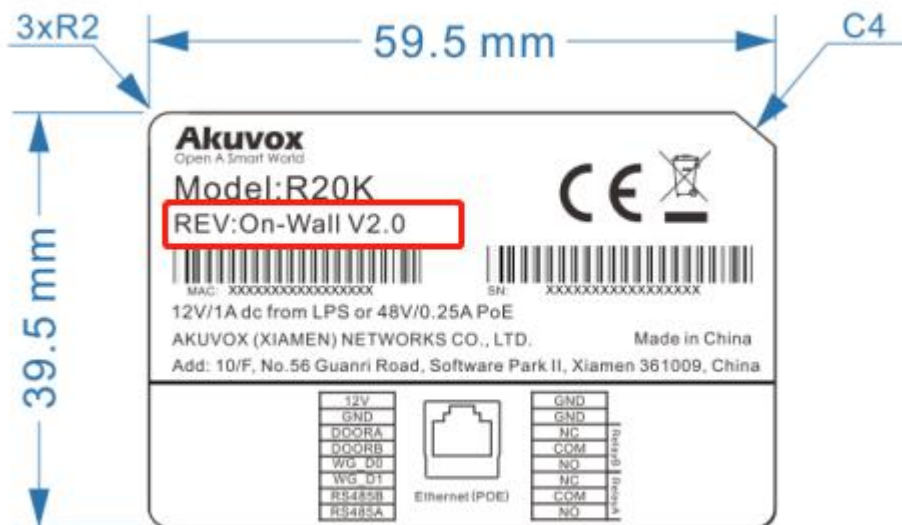 3xR2
59.5 mm
C4
39.5 mm
Akuvox
Open A Smart World
Model:R20K
REV:On-Wall V2.0
CE
MAC: XXXXXXXXXXXXXXXXX
SN: XXXXXXXXXXXXXXXXX
12V/1A dc from LPS or 48V/0.25A PoE
AKUVOX (XIAMEN) NETWORKS CO., LTD. Made in China
Add: 10/F, No.56 Guanri Road, Software Park II, Xiamen 361009, China
12V
GND
DOORA
DOORB
WG_D0
WG_D1
RS485B
RS485A
Ethernet(POE)
GND
GND
NC
COM
NO
NC
COM
NO
RelayB
RelayA